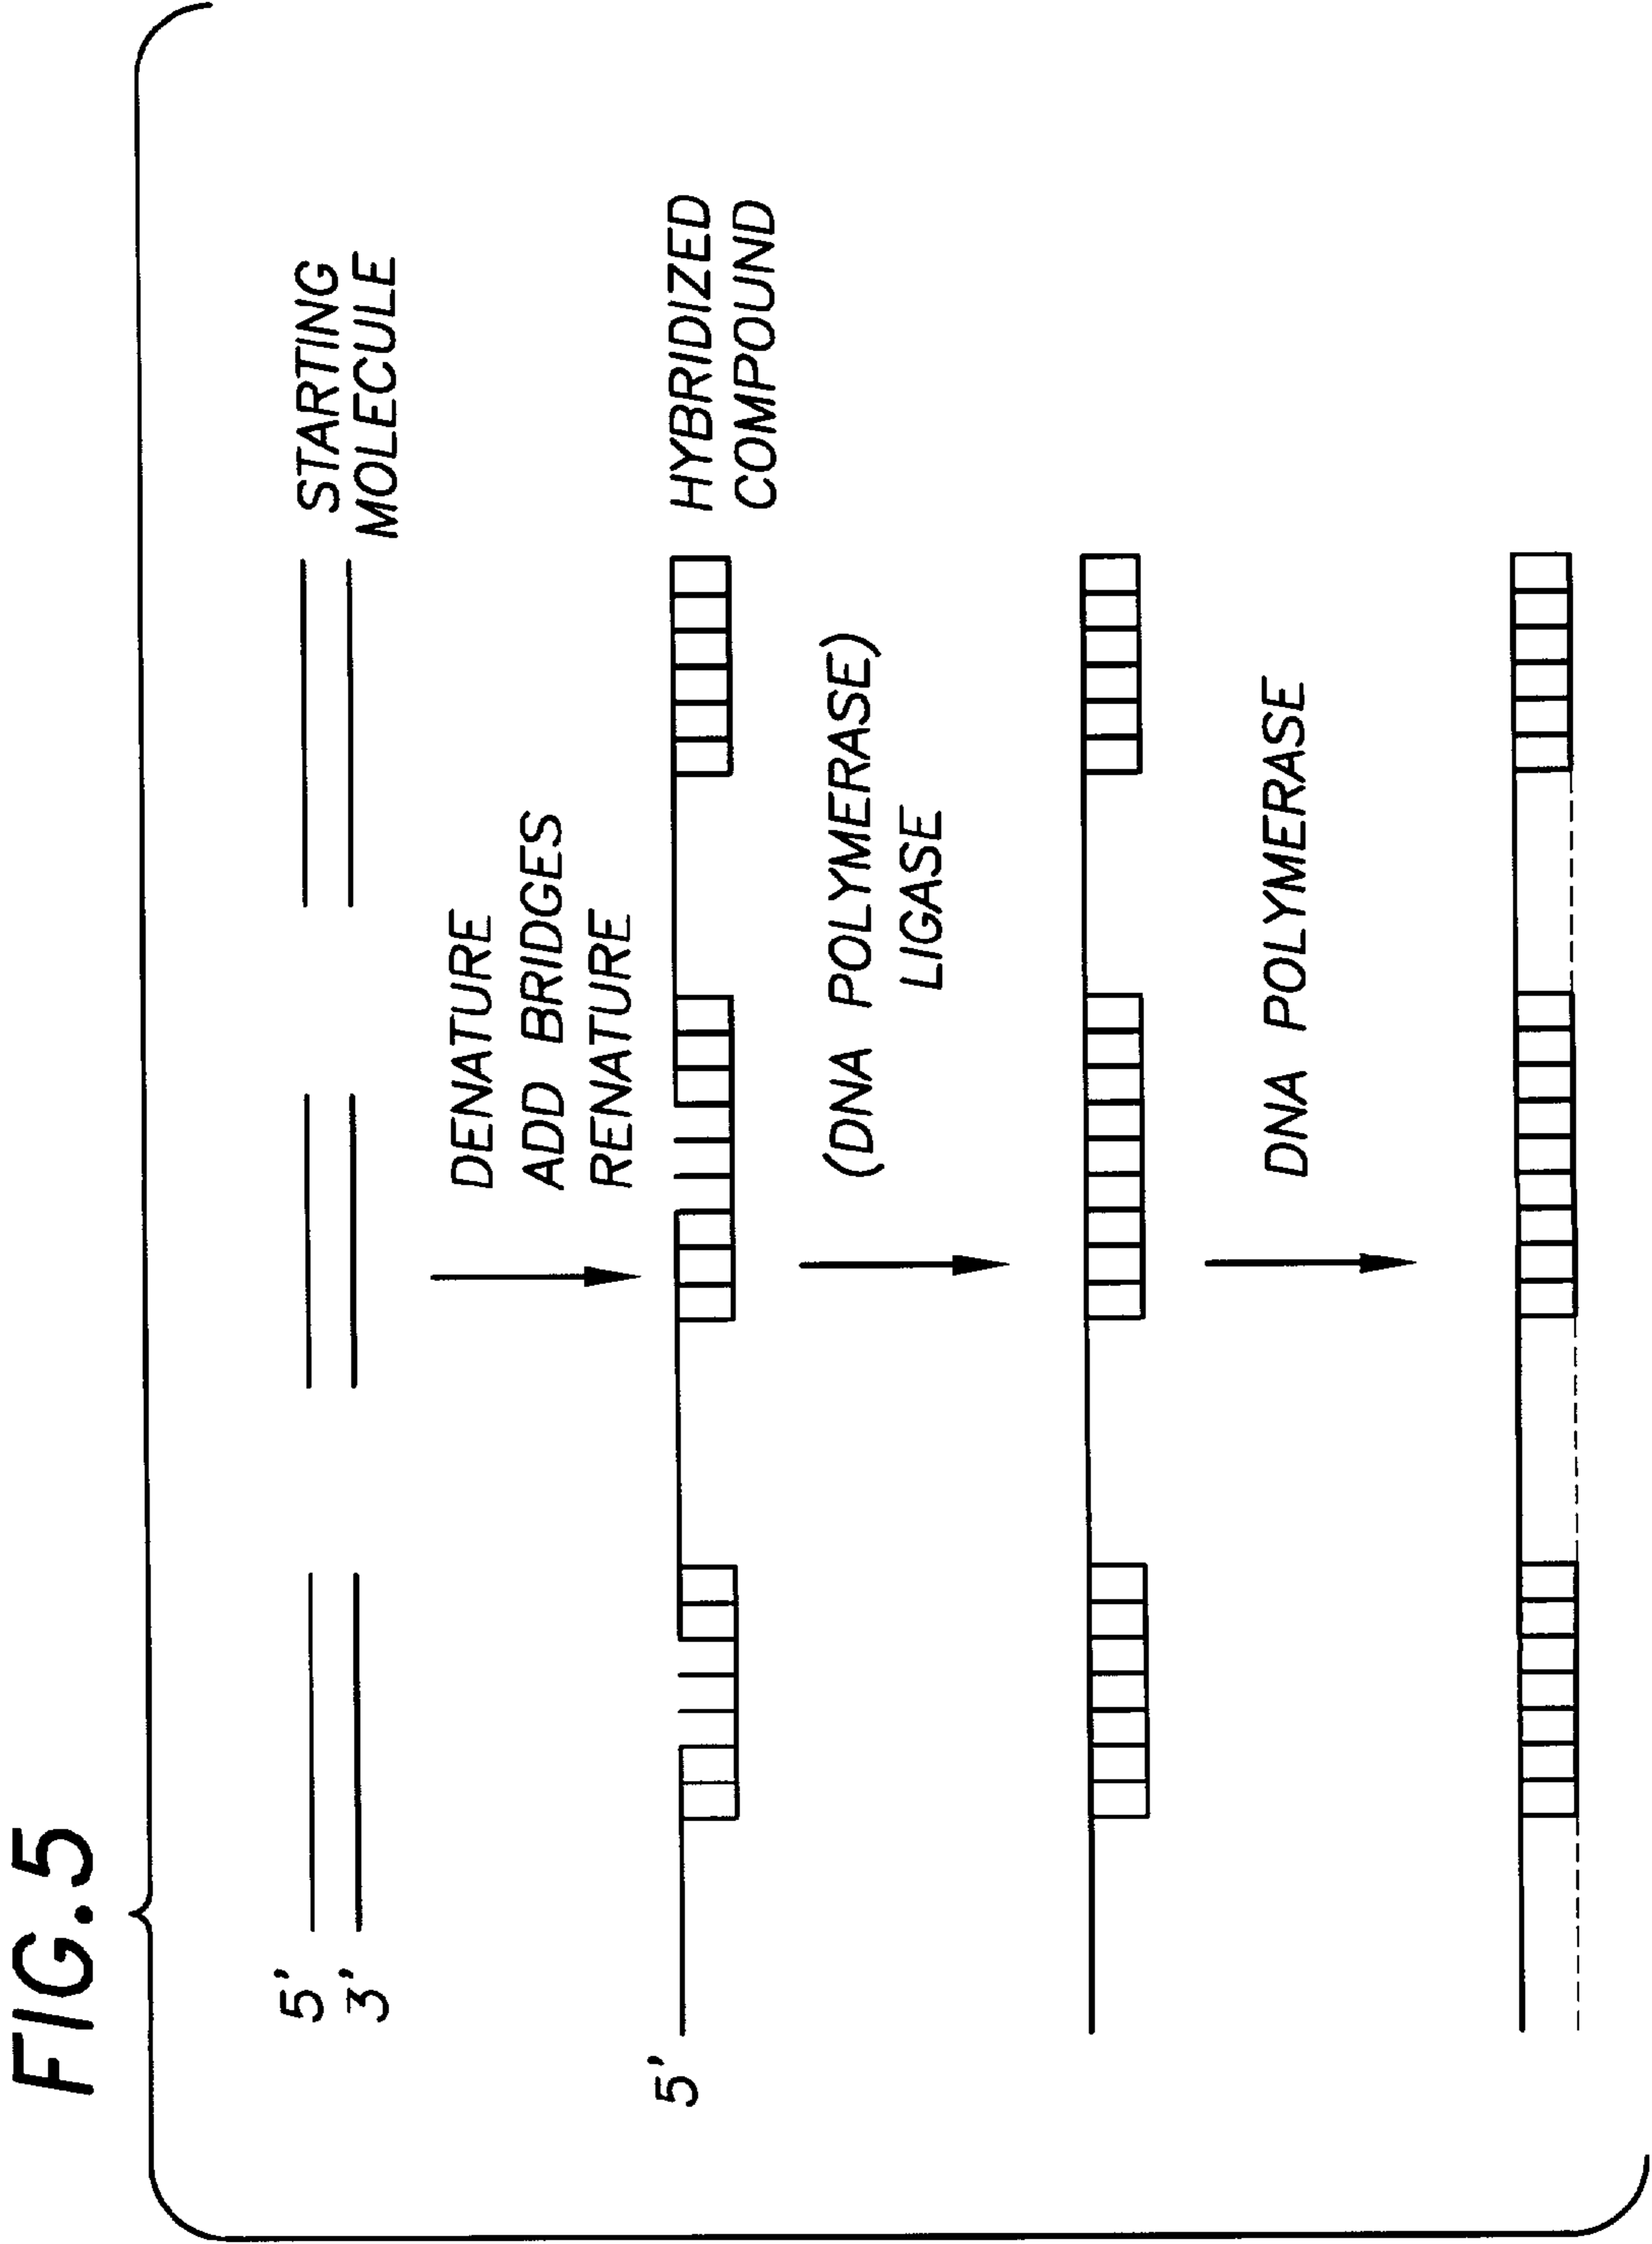 FIG.5
5'
3'
STARTING
MOLECULE
DENATURE
ADD BRIDGES
RENATURE
5'
HYBRIDIZED
COMPOUND
(DNA POLYMERASE)
LIGASE
DNA POLYMERASE